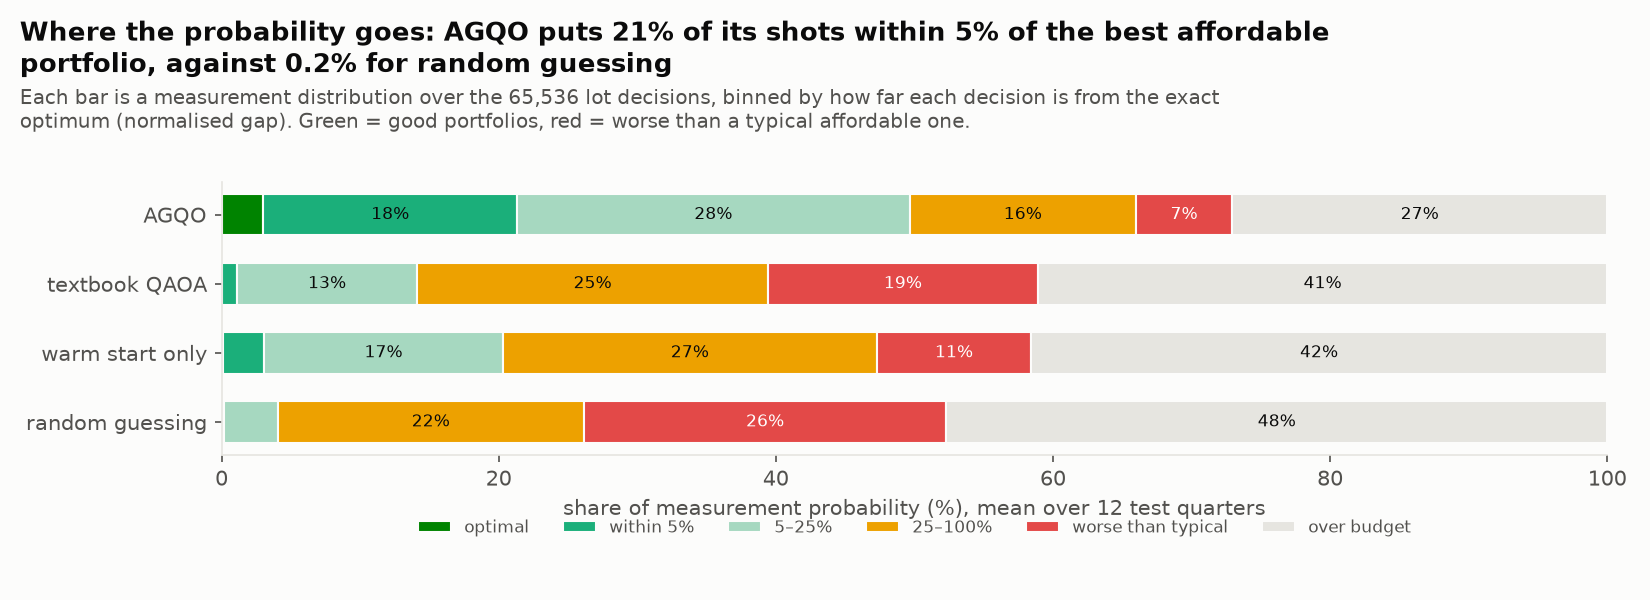 Where the probability goes: AGQO puts 21% of its shots within 5% of the best affordable
portfolio, against 0.2% for random guessing
Each bar is a measurement distribution over the 65,536 lot decisions, binned by how far each decision is from the exact
optimum (normalised gap). Green = good portfolios, red = worse than a typical affordable one.
AGQO 18% 28% 16% 7% 27%
textbook QAOA 13% 25% 19% 41%
warm start only 17% 27% 11% 42%
random guessing 22% 26% 48%
0 20 40 60 80 100
share of measurement probability (%), mean over 12 test quarters
optimal within 5% 5–25% 25–100% worse than typical over budget